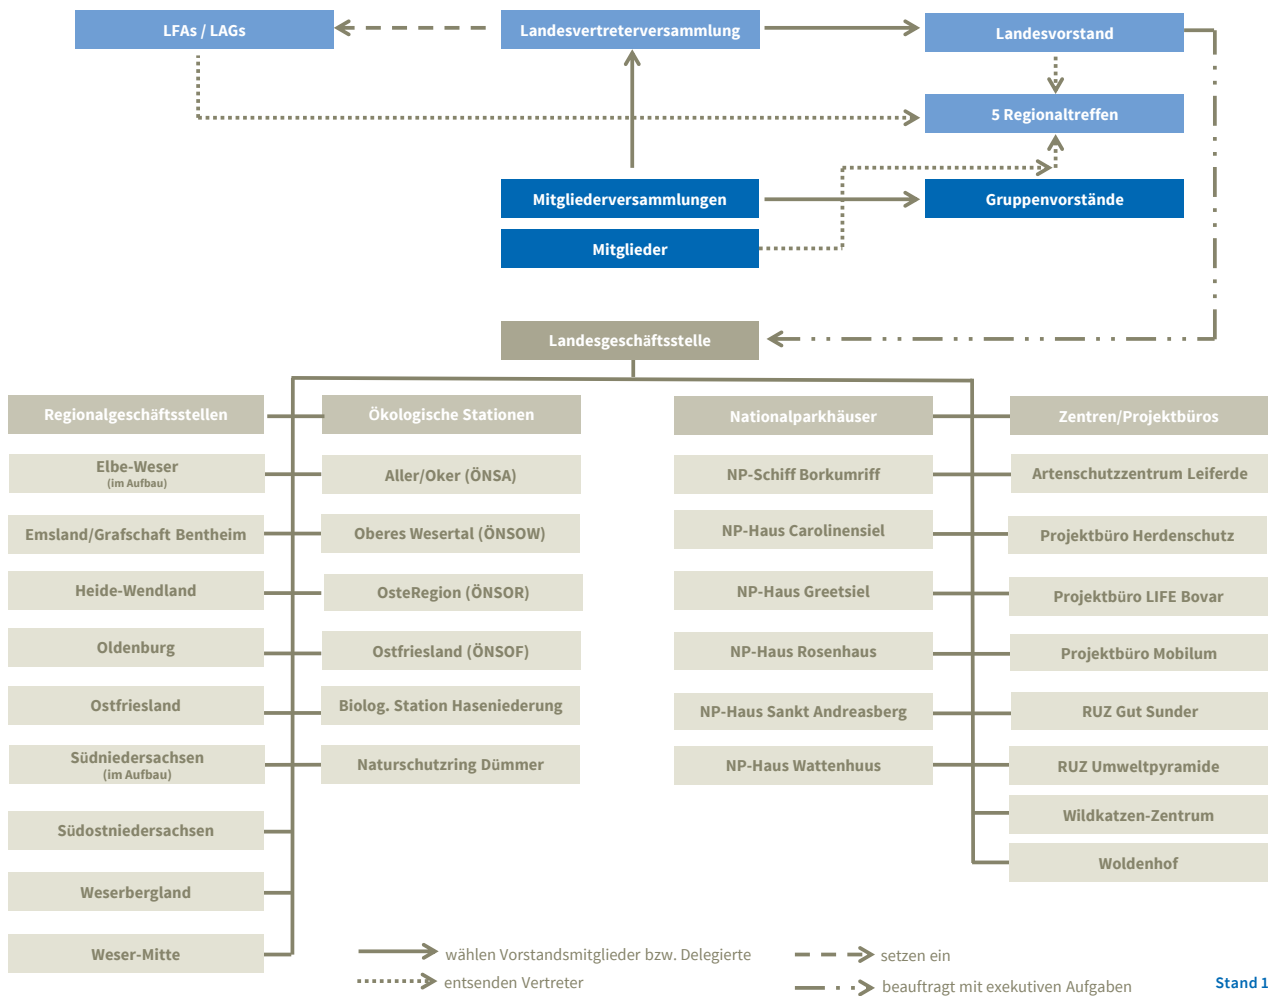 LFAs / LAGs
Landesvertreterversammlung
Landesvorstand
5 Regionaltreffen
Mitgliederversammlungen
Gruppenvorstände
Mitglieder
Landesgeschäftsstelle
Regionalgeschäftsstellen
Elbe-Weser
(im Aufbau)
Emsland/Grafschaft Bentheim
Heide-Wendland
Oldenburg
Ostfriesland
Südniedersachsen
(im Aufbau)
Südostniedersachsen
Weserbergland
Weser-Mitte
Ökologische Stationen
Aller/Oker (ÖNSA)
Oberes Wesertal (ÖNSOW)
OsteRegion (ÖNSOR)
Ostfriesland (ÖNSOF)
Biolog. Station Haseniederung
Naturschutzring Dümmer
Nationalparkhäuser
NP-Schiff Borkumriff
NP-Haus Carolinensiel
NP-Haus Greetsiel
NP-Haus Rosenhaus
NP-Haus Sankt Andreasberg
NP-Haus Wattenhuus
Zentren/Projektbüros
Artenschutzzentrum Leiferde
Projektbüro Herdenschutz
Projektbüro LIFE Bovar
Projektbüro Mobilum
RUZ Gut Sunder
RUZ Umweltpyramide
Wildkatzen-Zentrum
Woldenhof
wählen Vorstandsmitglieder bzw. Delegierte
entsenden Vertreter
setzen ein
beauftragt mit exekutiven Aufgaben
Stand 1